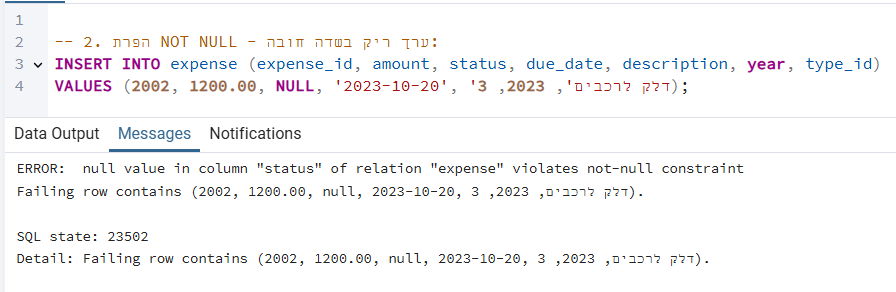 1
2 -- 2. הפרת NOT NULL - ערך ריק בשדה חובה:
3 INSERT INTO expense (expense_id, amount, status, due_date, description, year, type_id)
4 VALUES (2002, 1200.00, NULL, '2023-10-20', 'דלק לרכבים', 2023, 3);
Data Output Messages Notifications
ERROR:  null value in column "status" of relation "expense" violates not-null constraint
Failing row contains (2002, 1200.00, null, 2023-10-20, דלק לרכבים, 2023, 3).
SQL state: 23502
Detail: Failing row contains (2002, 1200.00, null, 2023-10-20, דלק לרכבים, 2023, 3).